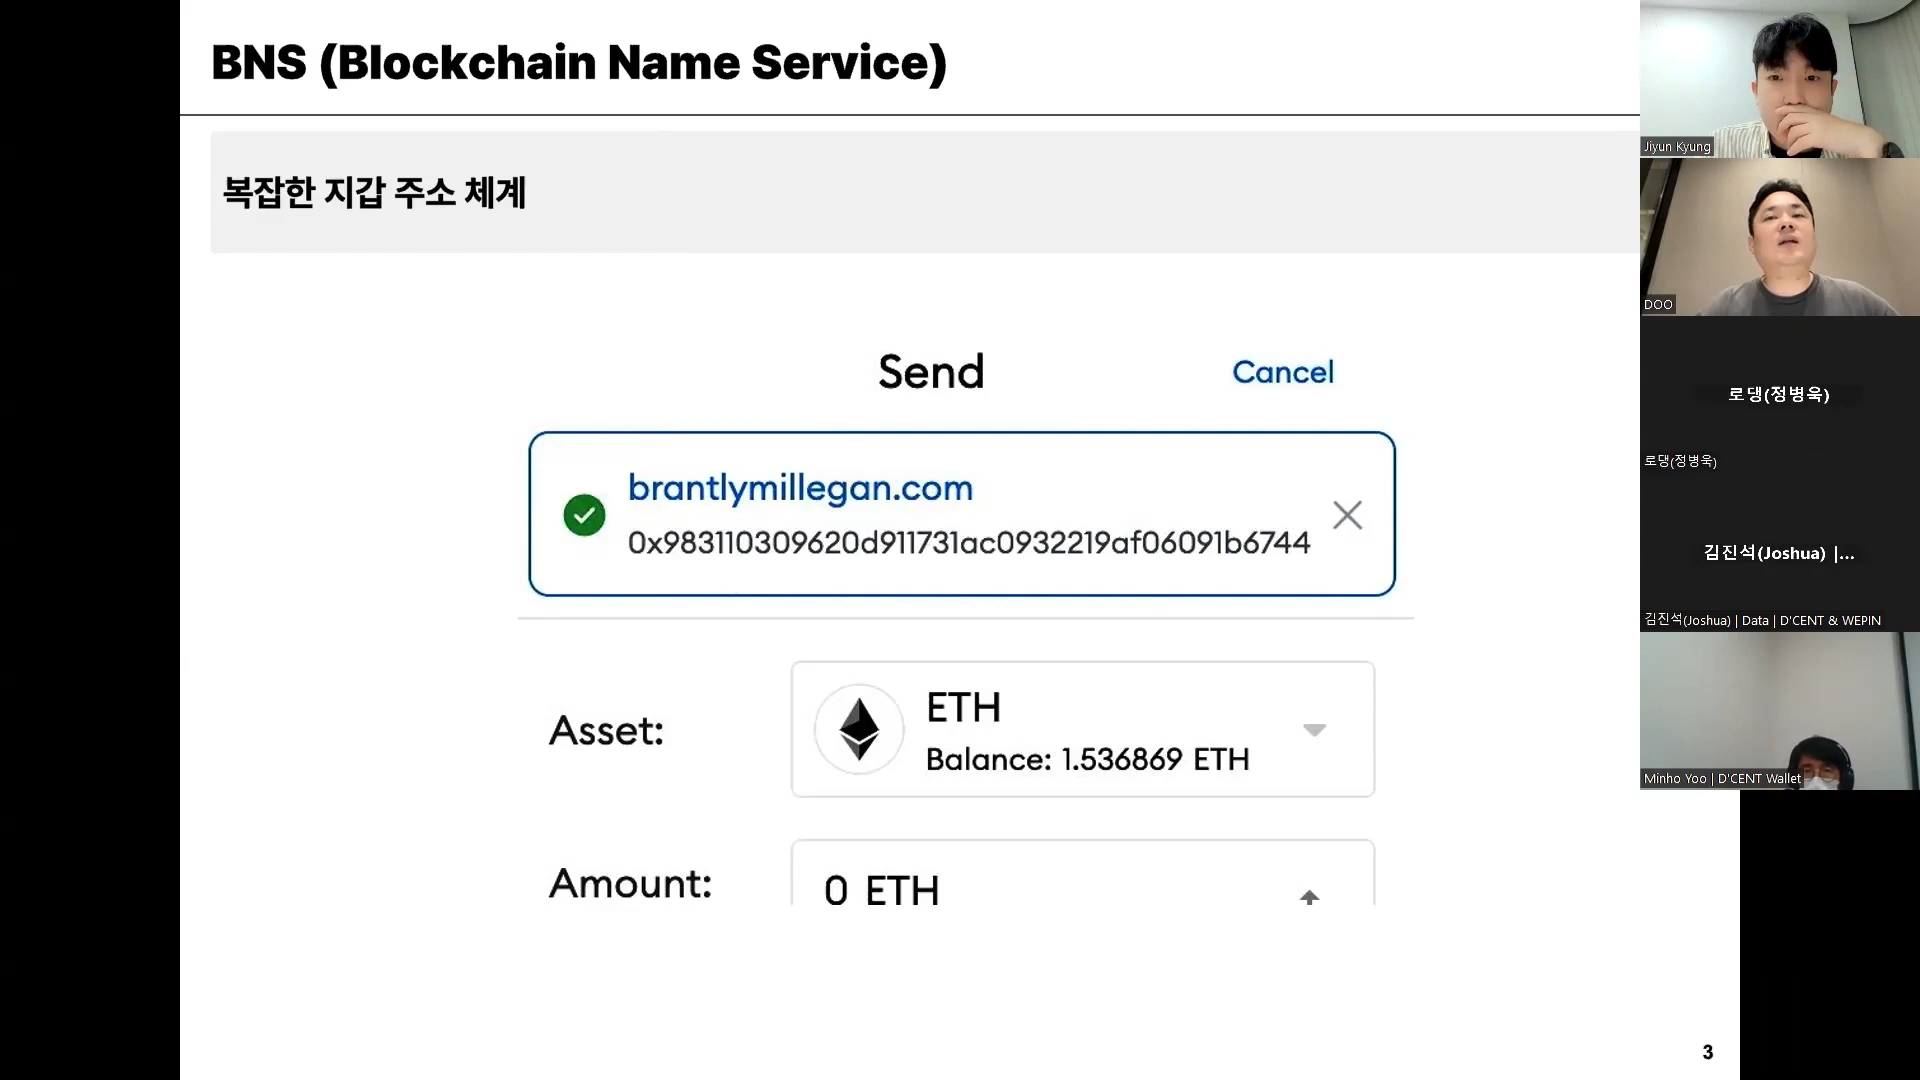 BNS (Blockchain Name Service)
복잡한 지갑 주소 체계
Send
Cancel
brantlymillegan.com
0x983110309620d911731ac0932219af06091b6744
Asset:
ETH
Balance: 1.536869 ETH
Amount:
0 ETH
3
Jiyun Kyung
DOO
로댕(정병욱)
로댕(정병욱)
김진석(Joshua) |...
김진석(Joshua) | Data | D'CENT & WEPIN
Minho Yoo | D'CENT Wallet